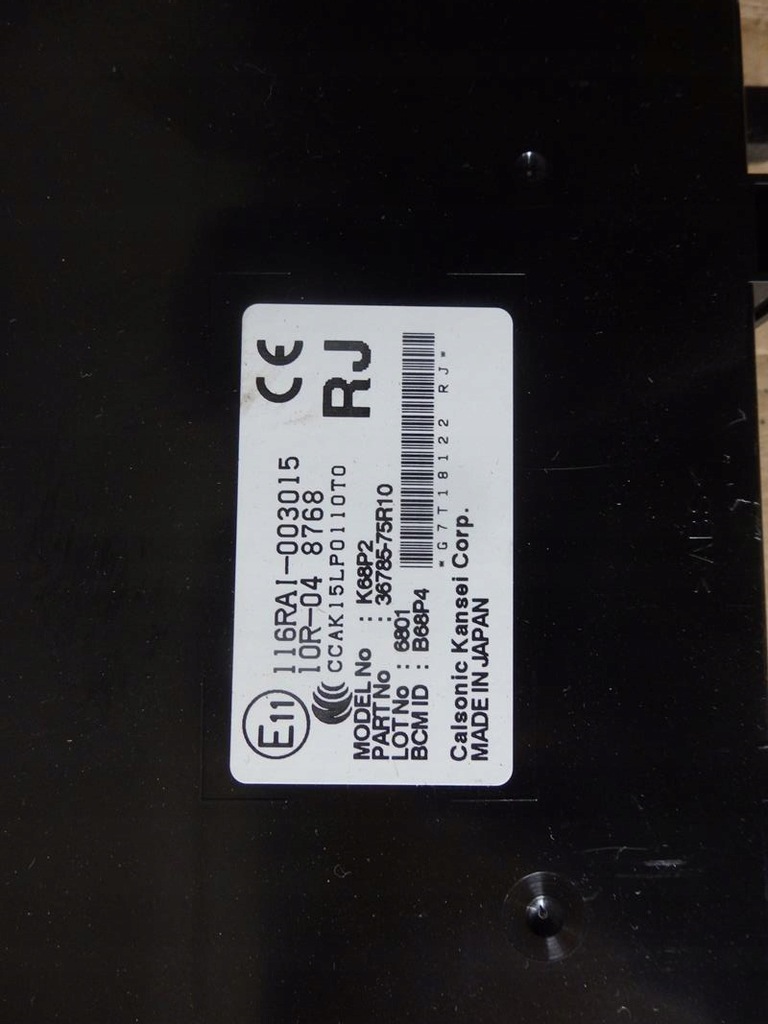 E11 116RAI-003015
10R-04 8768
CE
CCAK15LP0110T0
RJ
MODEL No : K68P2
PART No : 36785-75R10
LOT No : 6801
BCM ID : B68P4
*G7T18122 RJ*
Calsonic Kansei Corp.
MADE IN JAPAN